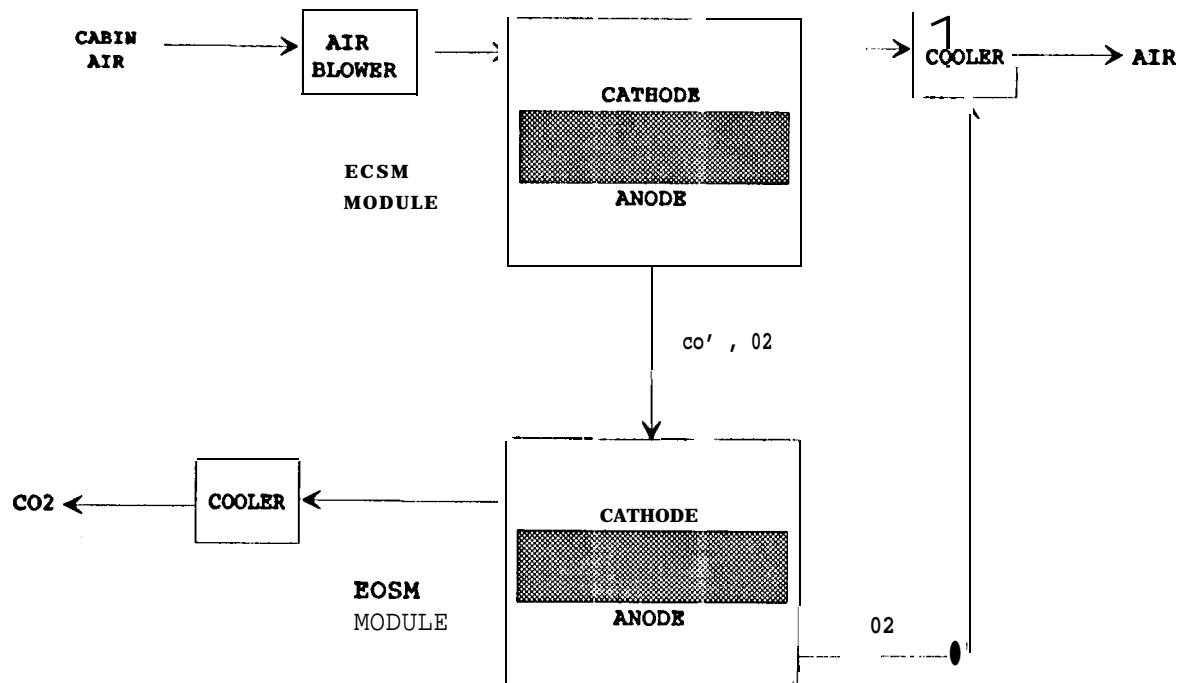 CABIN
AIR
AIR
BLOWER
CATHODE
ANODE
ECSM
MODULE
COOLER
AIR
co' , 02
CO2
COOLER
CATHODE
ANODE
EOSM
MODULE
02